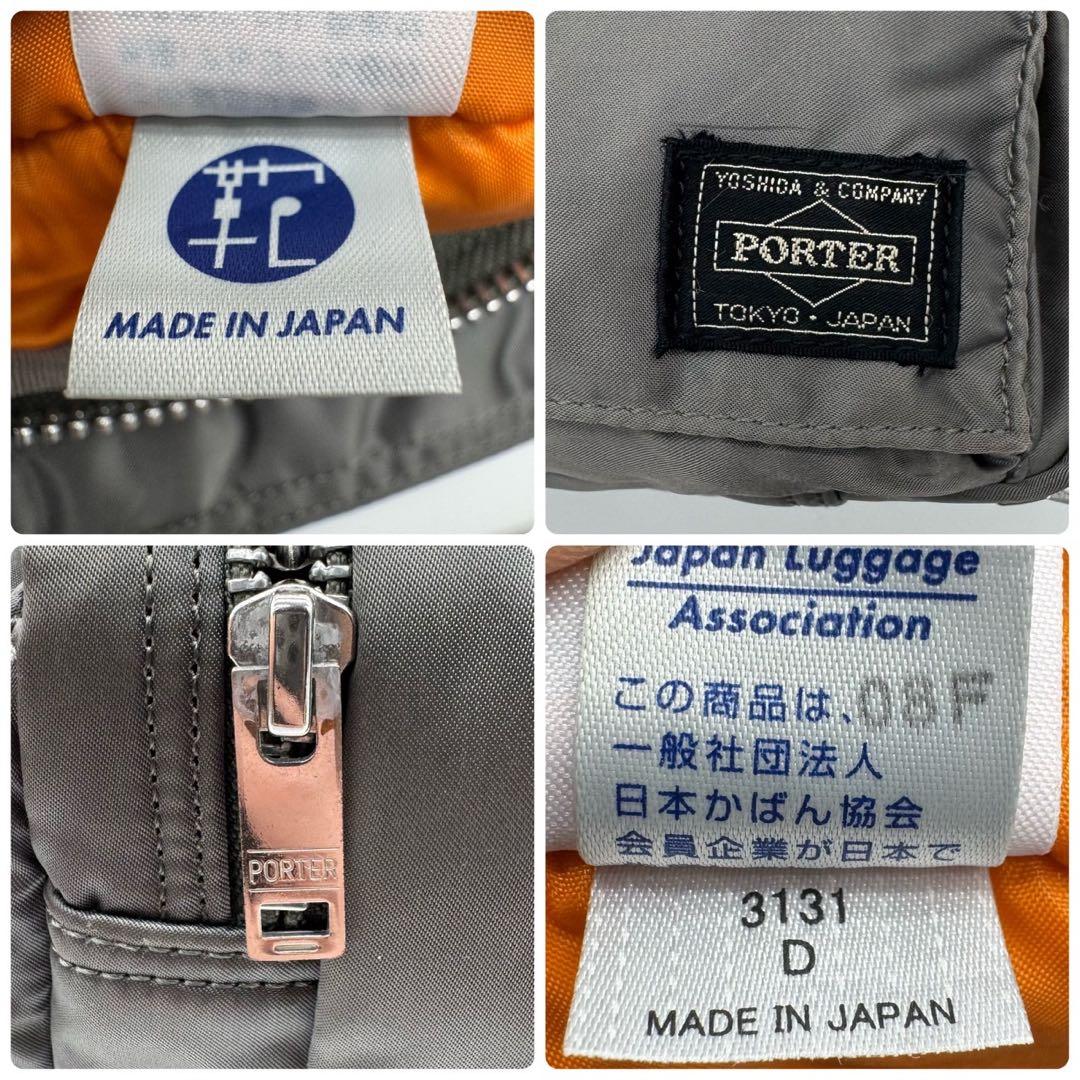 MADE IN JAPAN
YOSHIDA & COMPANY
PORTER
TOKYO・JAPAN
PORTER
Japan Luggage
Association
この商品は、08F
一般社団法人
日本かばん協会
会員企業が日本で
3131
D
MADE IN JAPAN